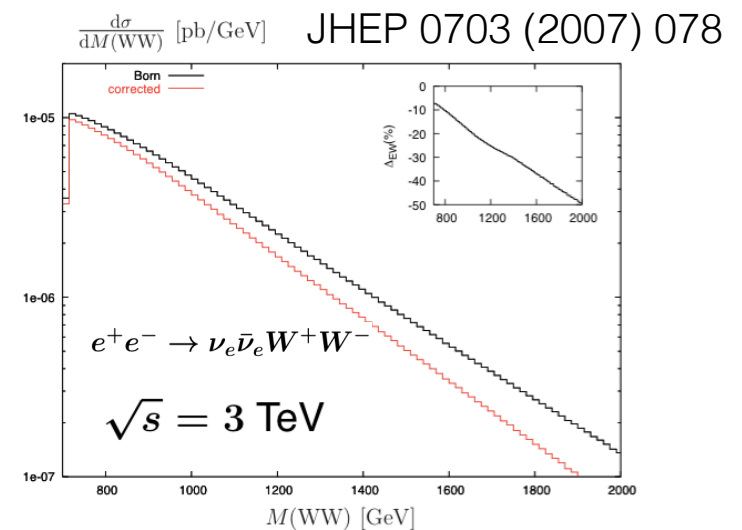 dσ/dM(WW) [pb/GeV]
JHEP 0703 (2007) 078
Born
corrected
1e-05
1e-06
1e-07
0
-10
-20
-30
-40
-50
Δ_EW(%)
800 1200 1600 2000
e⁺e⁻ → ν_e ν̄_e W⁺W⁻
√s = 3 TeV
800 1000 1200 1400 1600 1800 2000
M(WW) [GeV]